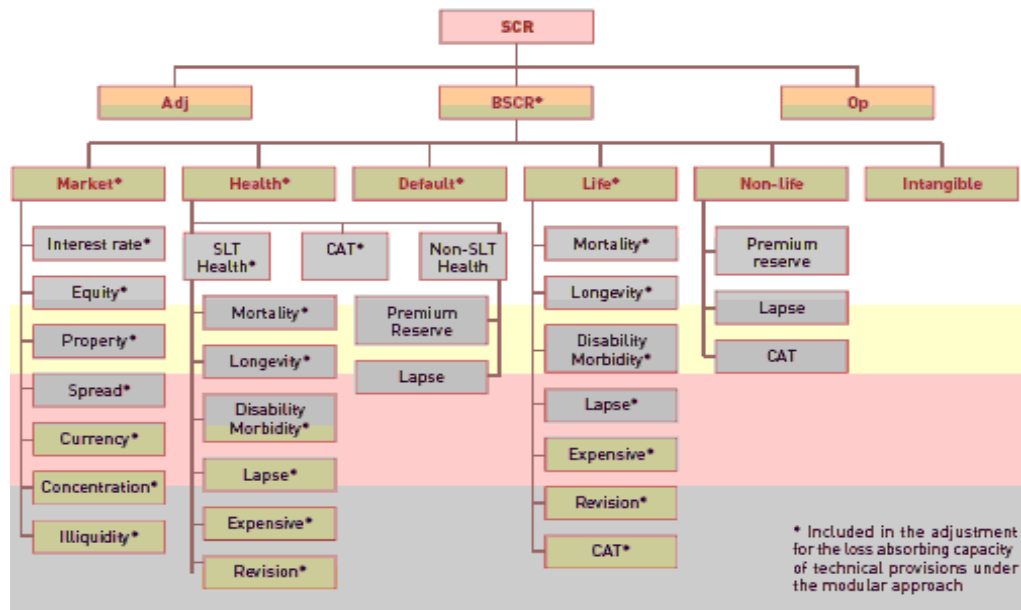 SCR
Adj
BSCR*
Op
Market*
Health*
Default*
Life*
Non-life
Intangible
Interest rate*
Equity*
Property*
Spread*
Currency*
Concentration*
Illiquidity*
SLT
Health*
CAT*
Non-SLT
Health
Mortality*
Longevity*
Disability
Morbidity*
Lapse*
Expensive*
Revision*
Premium
Reserve
Lapse
Mortality*
Longevity*
Disability
Morbidity*
Lapse*
Expensive*
Revision*
CAT*
Premium
reserve
Lapse
CAT
* Included in the adjustment
for the loss absorbing capacity
of technical provisions under
the modular approach